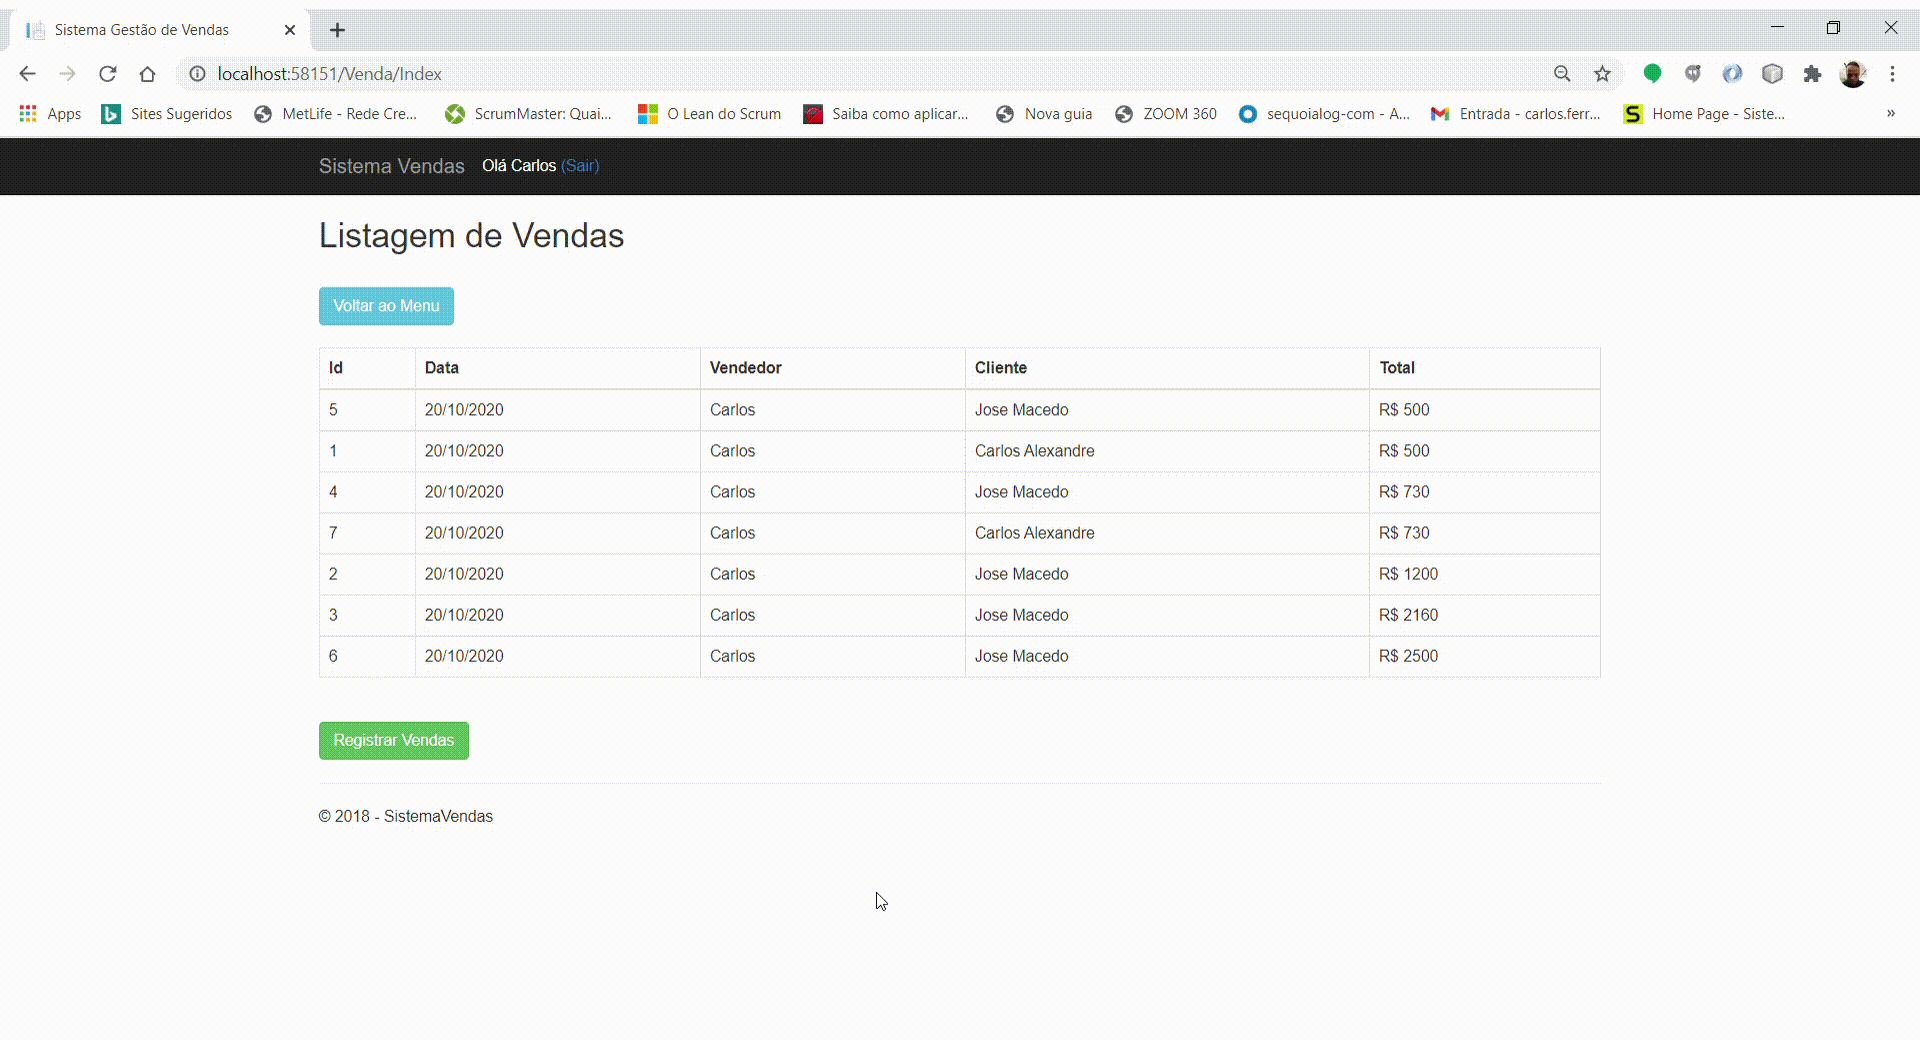 Sistema Gestão de Vendas
localhost:58151/Venda/Index
Apps Sites Sugeridos MetLife - Rede Cre... ScrumMaster: Quai... O Lean do Scrum Saiba como aplicar... Nova guia ZOOM 360 sequoialog-com - A... Entrada - carlos.ferr... S Home Page - Siste... »
Sistema Vendas Olá Carlos (Sair)
Listagem de Vendas
Voltar ao Menu
Id Data Vendedor Cliente Total
5 20/10/2020 Carlos Jose Macedo R$ 500
1 20/10/2020 Carlos Carlos Alexandre R$ 500
4 20/10/2020 Carlos Jose Macedo R$ 730
7 20/10/2020 Carlos Carlos Alexandre R$ 730
2 20/10/2020 Carlos Jose Macedo R$ 1200
3 20/10/2020 Carlos Jose Macedo R$ 2160
6 20/10/2020 Carlos Jose Macedo R$ 2500
Registrar Vendas
© 2018 - SistemaVendas